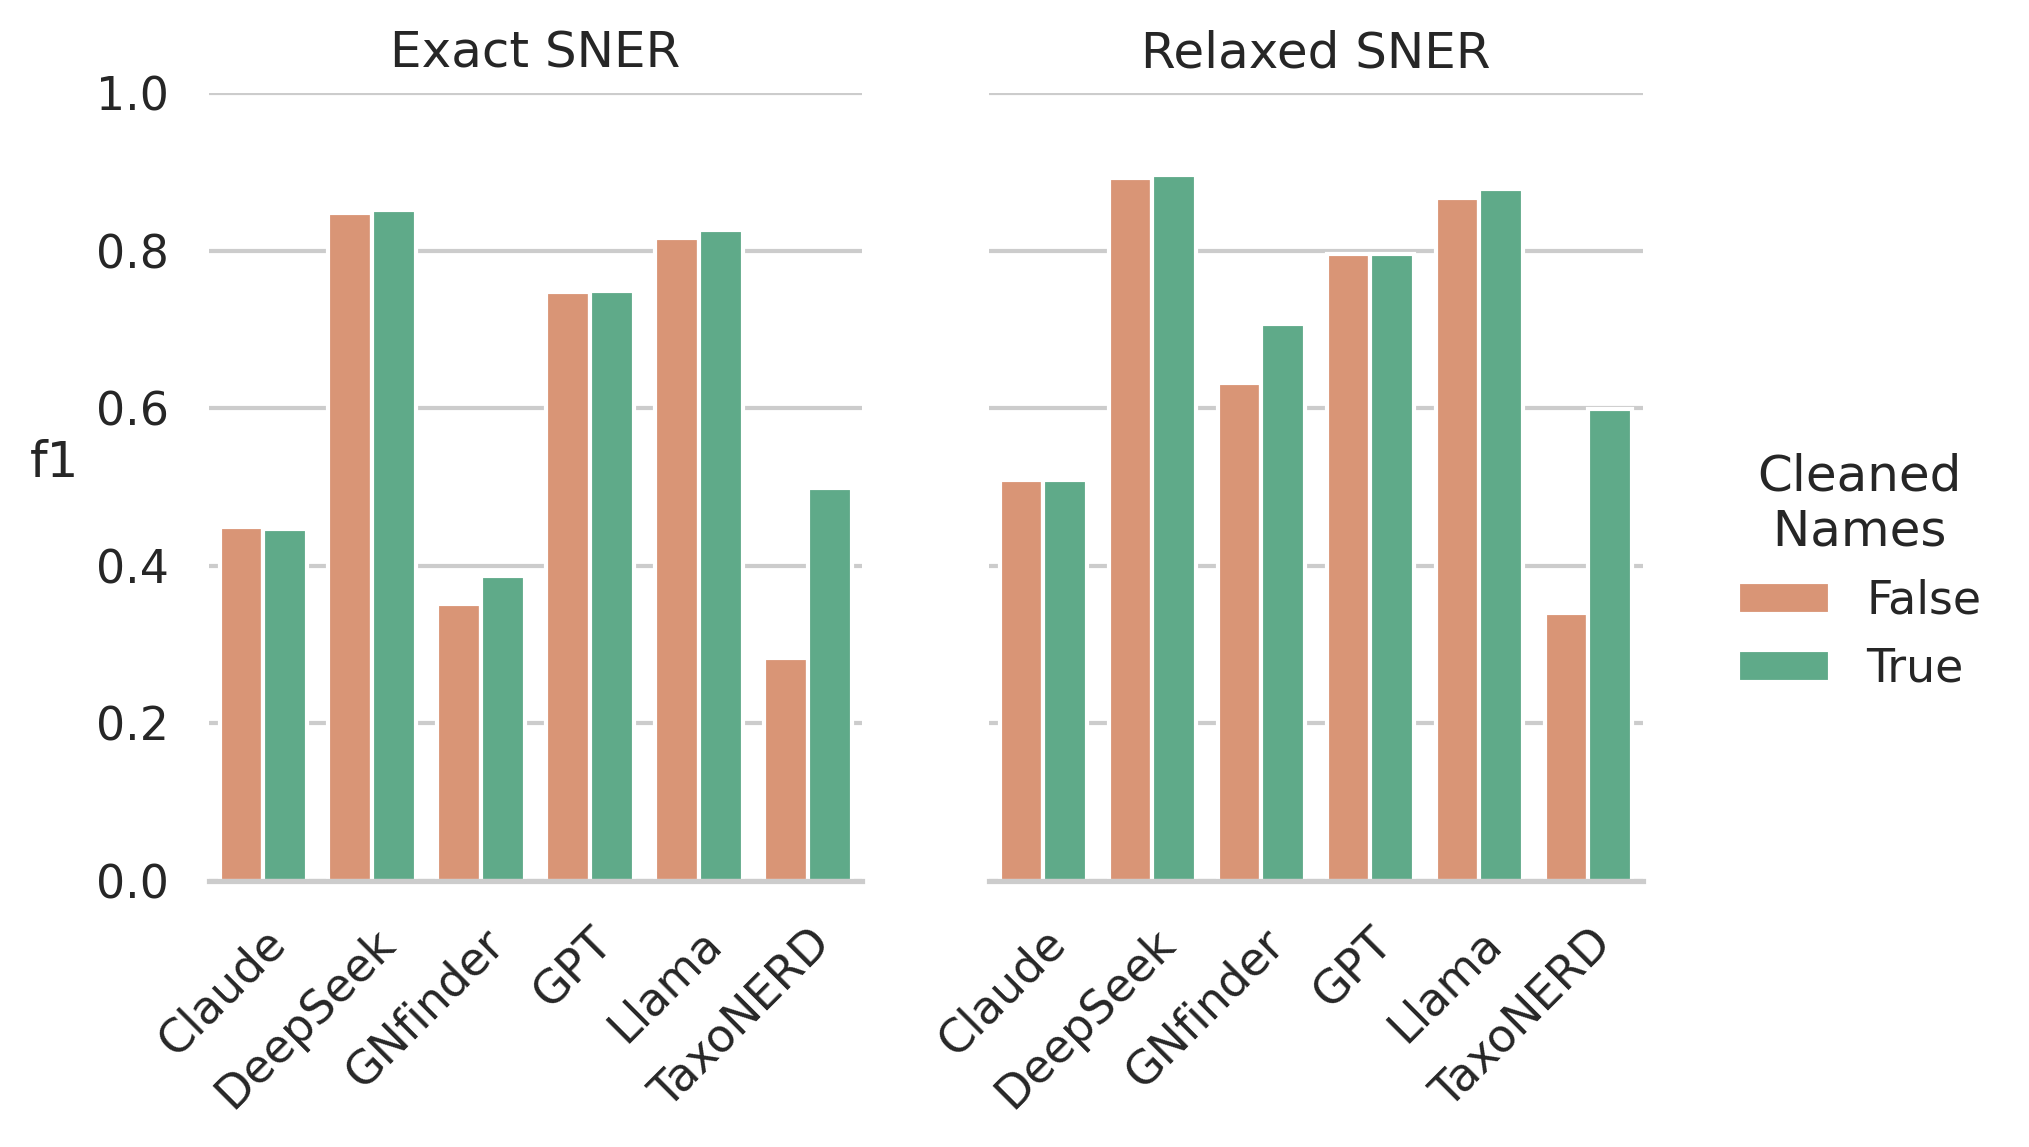 Exact SNER
Relaxed SNER
1.0
0.8
0.6
f1
0.4
0.2
0.0
Claude
DeepSeek
GNfinder
GPT
Llama
TaxoNERD
Claude
DeepSeek
GNfinder
GPT
Llama
TaxoNERD
Cleaned
Names
False
True